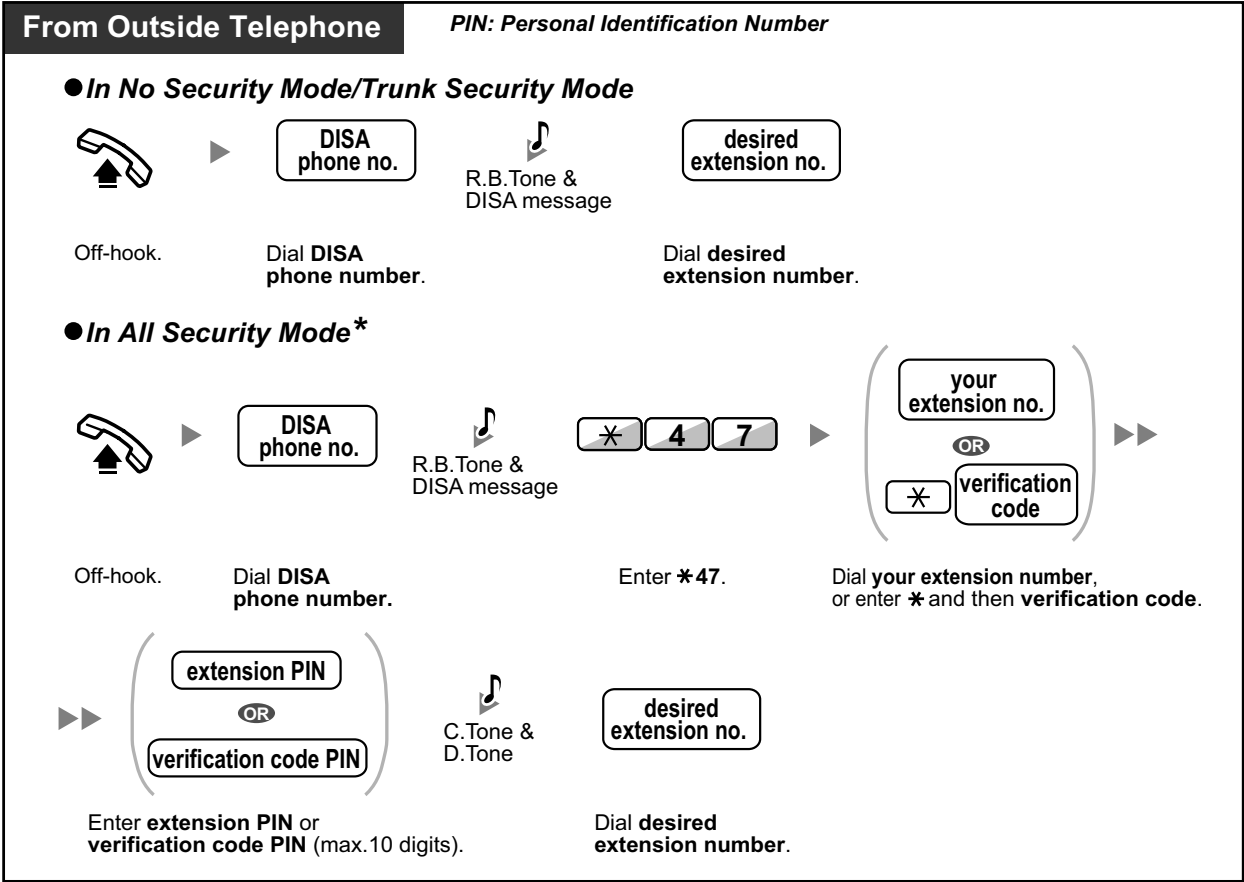 From Outside Telephone
PIN: Personal Identification Number
●In No Security Mode/Trunk Security Mode
DISA
phone no.
R.B.Tone &
DISA message
desired
extension no.
Off-hook.
Dial DISA
phone number.
Dial desired
extension number.
●In All Security Mode*
DISA
phone no.
R.B.Tone &
DISA message
* 4 7
your
extension no.
OR
* verification
code
Off-hook.
Dial DISA
phone number.
Enter *47.
Dial your extension number,
or enter * and then verification code.
extension PIN
OR
verification code PIN
C.Tone &
D.Tone
desired
extension no.
Enter extension PIN or
verification code PIN (max.10 digits).
Dial desired
extension number.